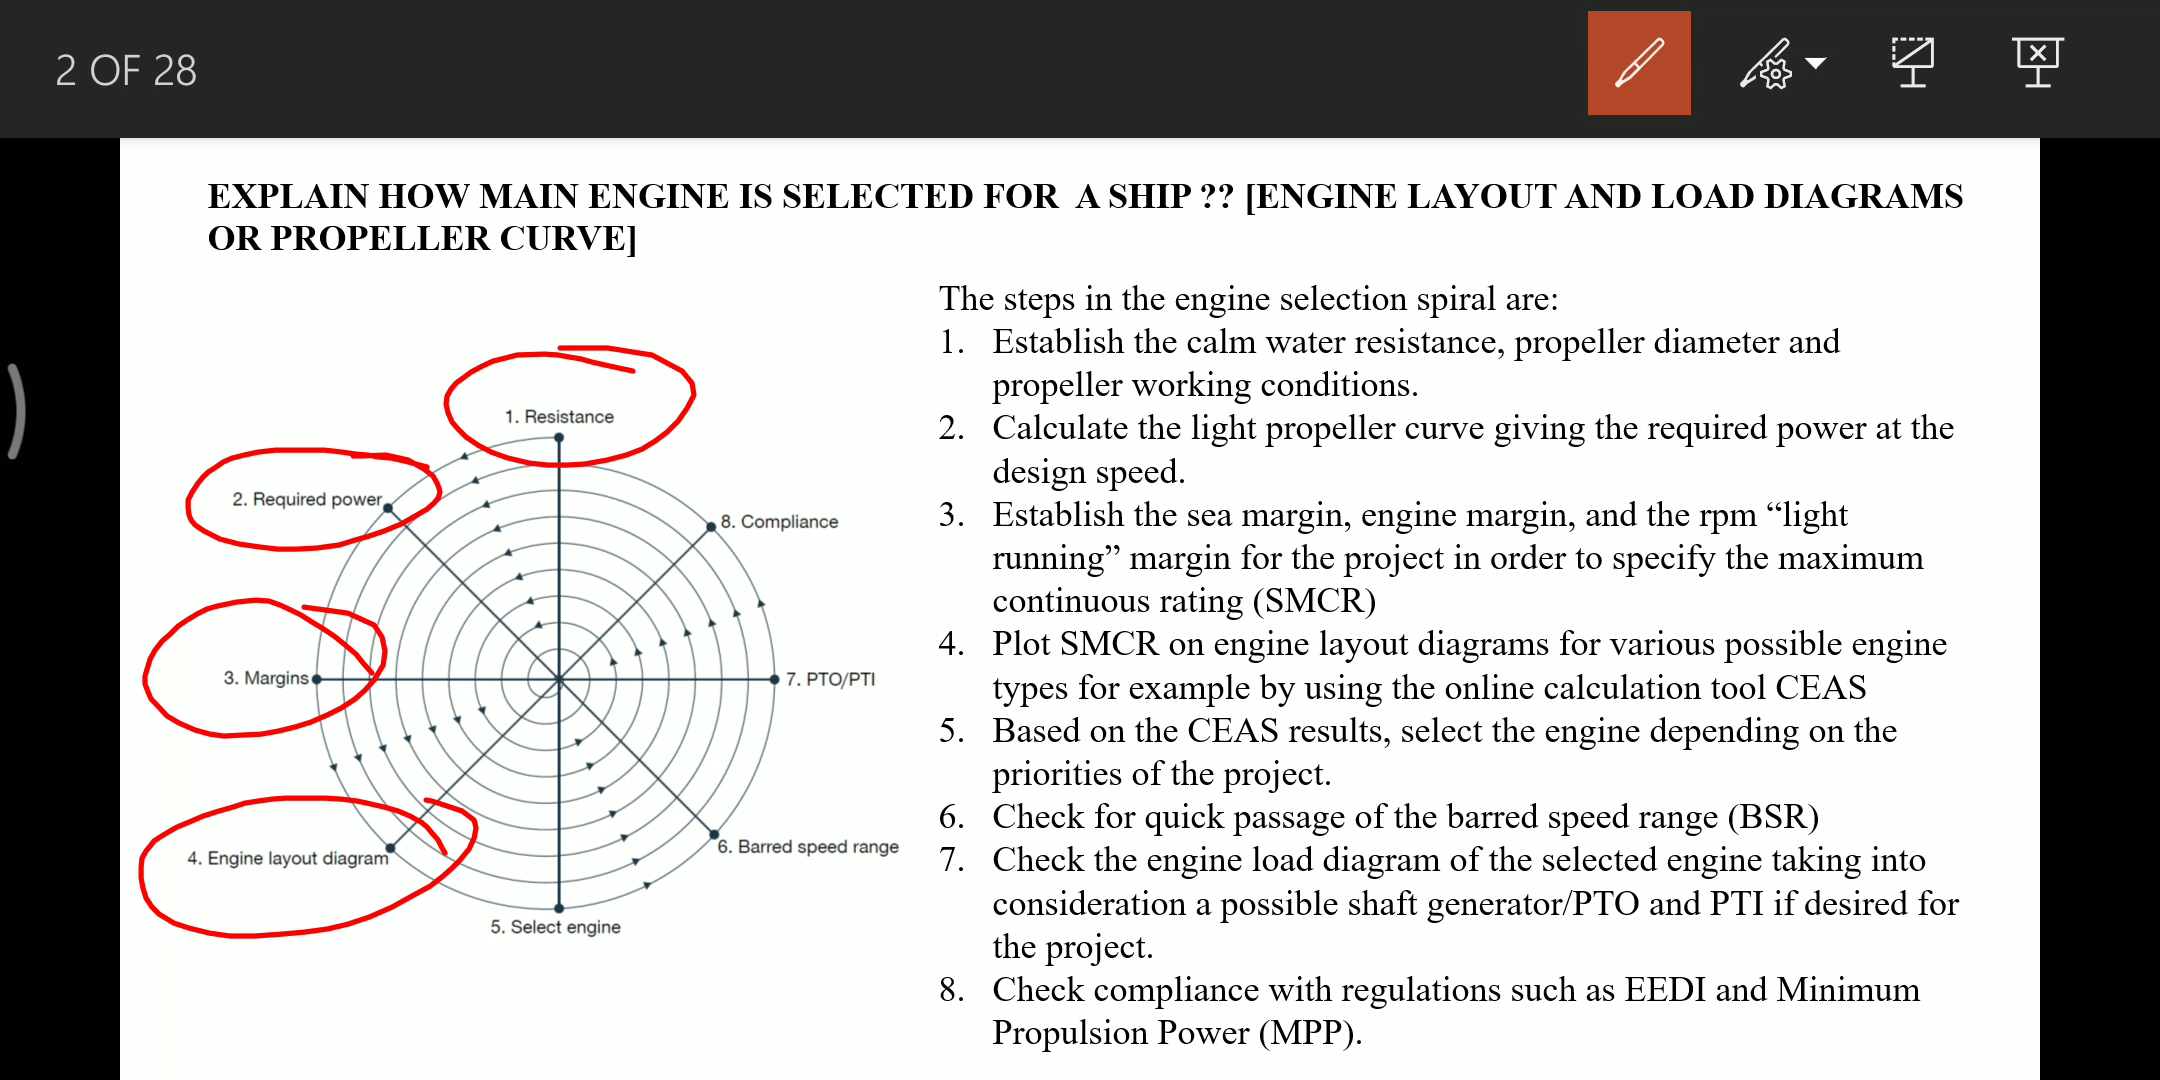 2 OF 28
EXPLAIN HOW MAIN ENGINE IS SELECTED FOR A SHIP ?? [ENGINE LAYOUT AND LOAD DIAGRAMS
OR PROPELLER CURVE]
1. Resistance
2. Required power
8. Compliance
3. Margins
7. PTO/PTI
4. Engine layout diagram
6. Barred speed range
5. Select engine
The steps in the engine selection spiral are:
1. Establish the calm water resistance, propeller diameter and
propeller working conditions.
2. Calculate the light propeller curve giving the required power at the
design speed.
3. Establish the sea margin, engine margin, and the rpm “light
running” margin for the project in order to specify the maximum
continuous rating (SMCR)
4. Plot SMCR on engine layout diagrams for various possible engine
types for example by using the online calculation tool CEAS
5. Based on the CEAS results, select the engine depending on the
priorities of the project.
6. Check for quick passage of the barred speed range (BSR)
7. Check the engine load diagram of the selected engine taking into
consideration a possible shaft generator/PTO and PTI if desired for
the project.
8. Check compliance with regulations such as EEDI and Minimum
Propulsion Power (MPP).